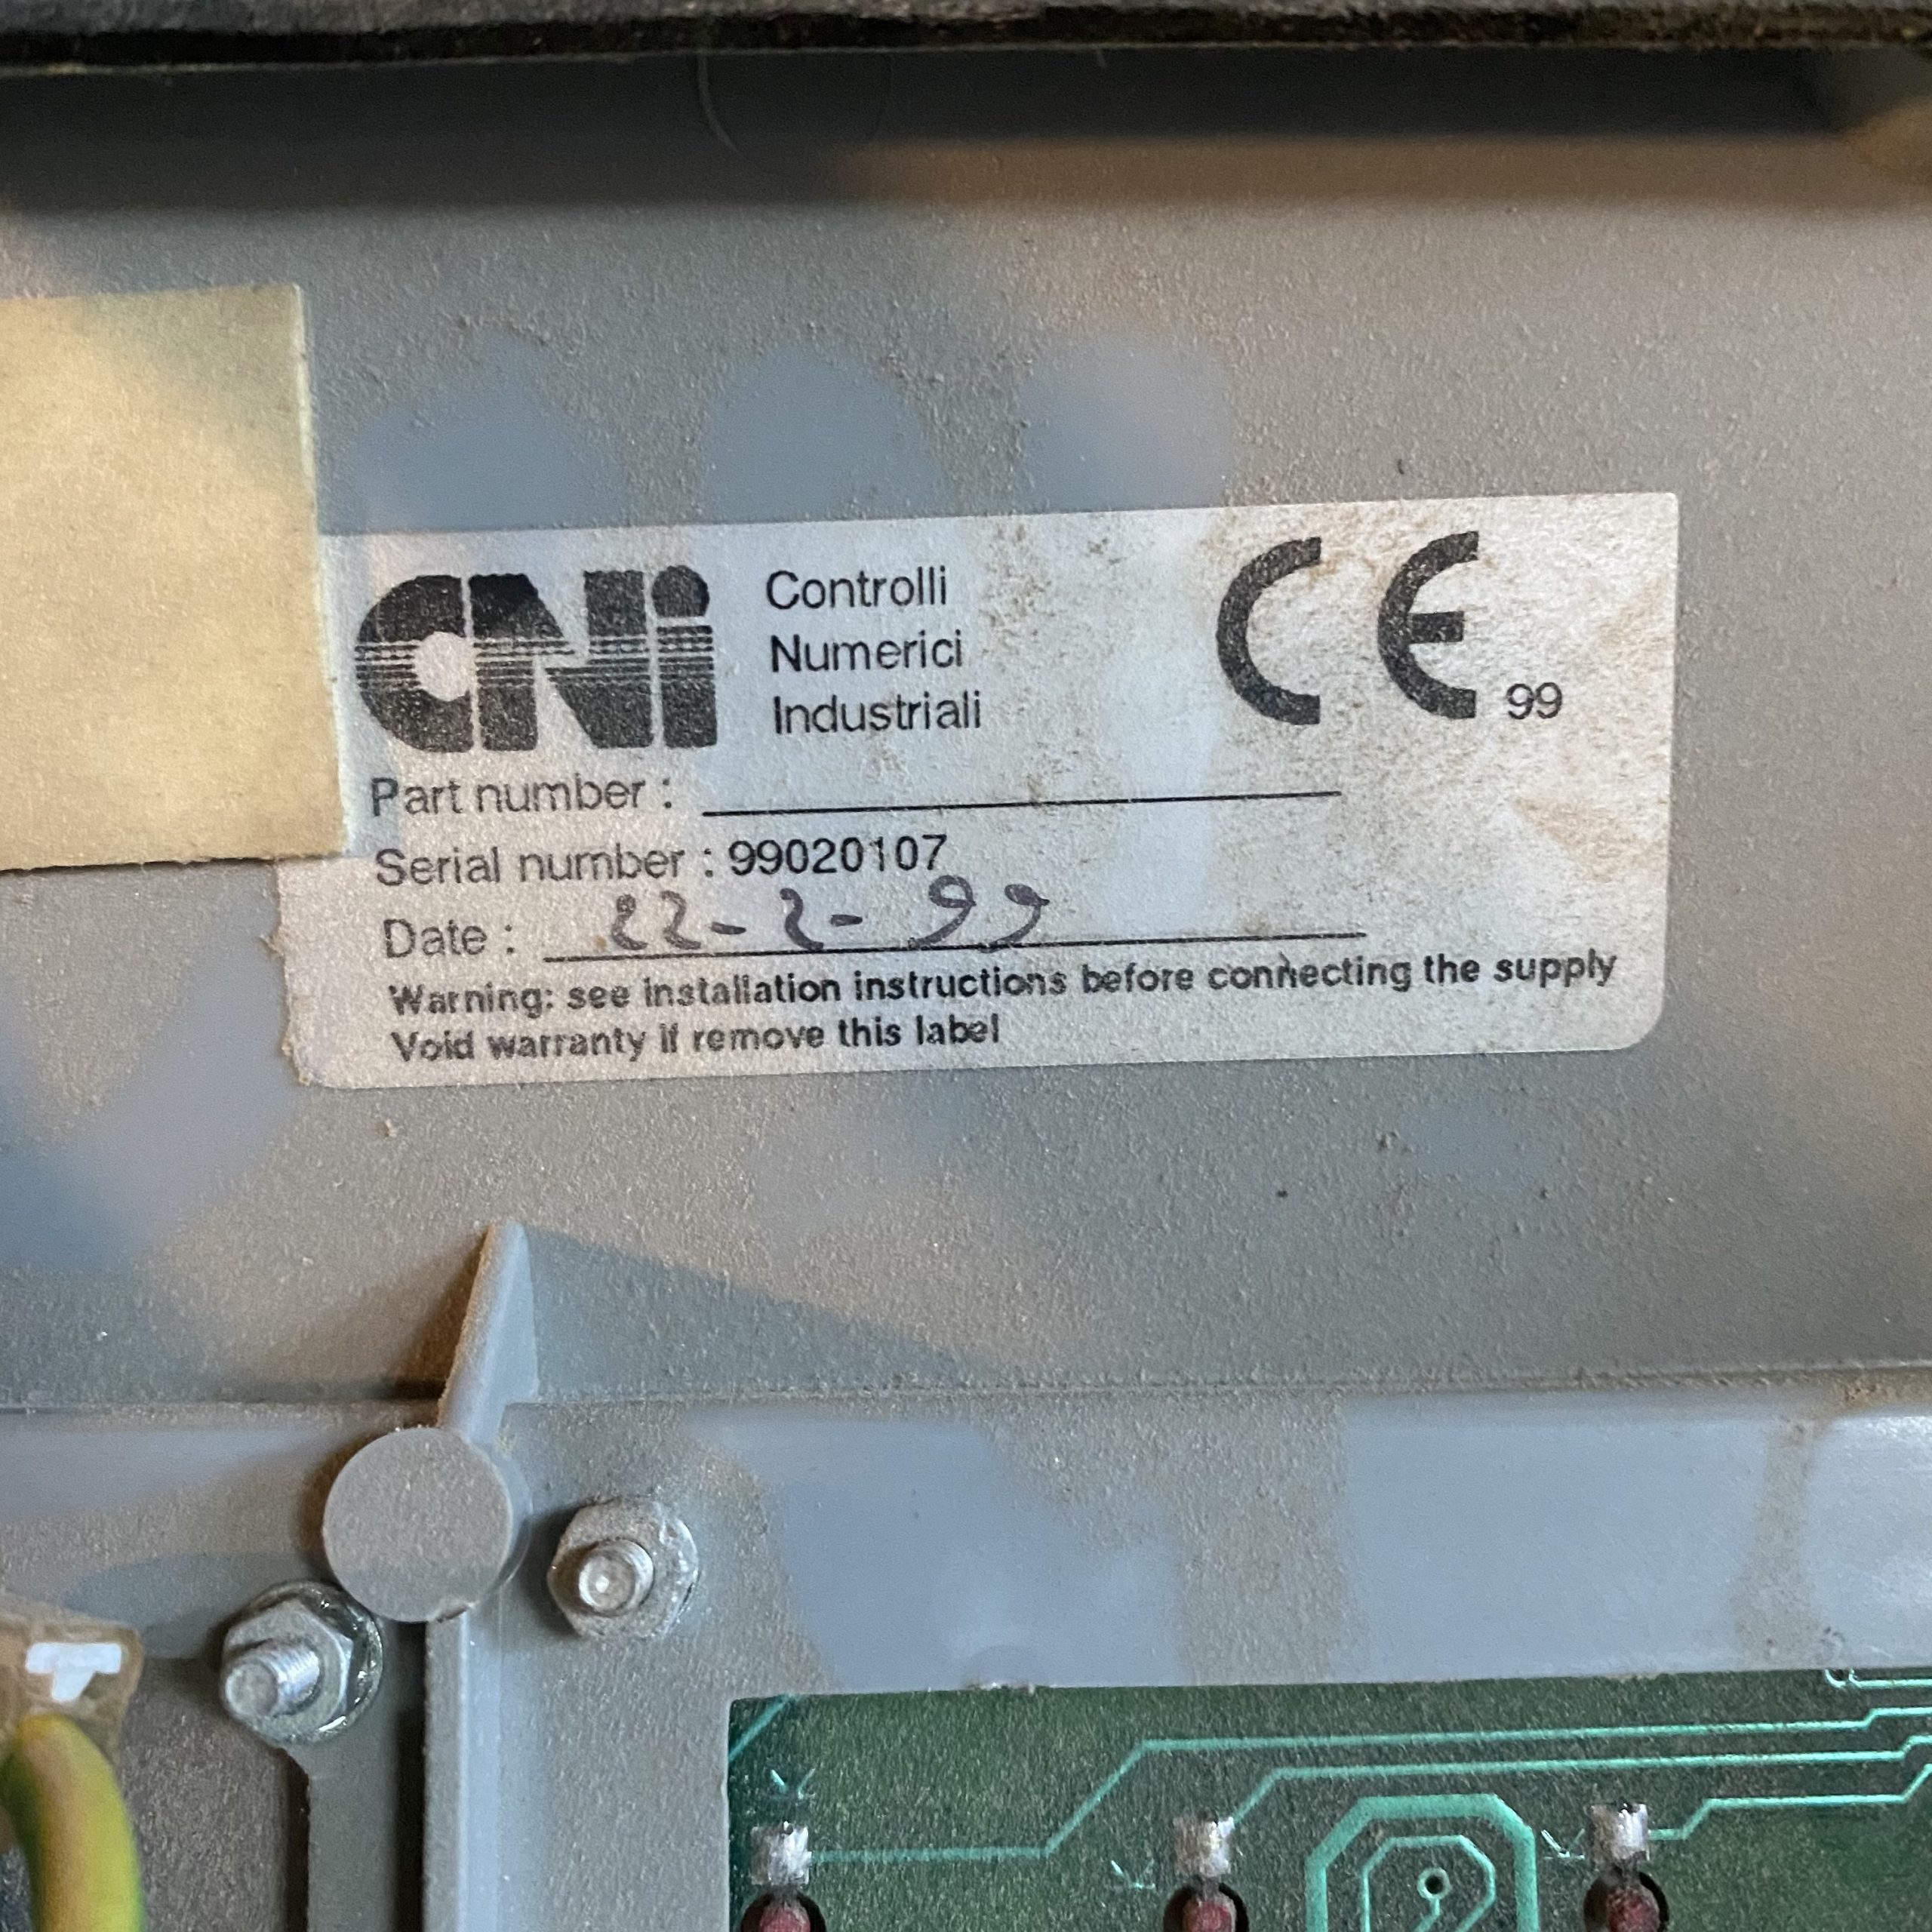 CNi Controlli
Numerici
Industriali
CE 99
Part number :
Serial number : 99020107
Date : 22-2-99
Warning: see installation instructions before connecting the supply
Void warranty if remove this label